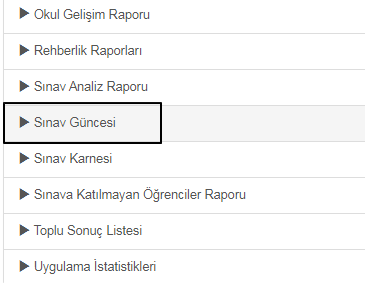 Okul Gelişim Raporu
Rehberlik Raporları
Sınav Analiz Raporu
Sınav Güncesi
Sınav Karnesi
Sınava Katılmayan Öğrenciler Raporu
Toplu Sonuç Listesi
Uygulama İstatistikleri